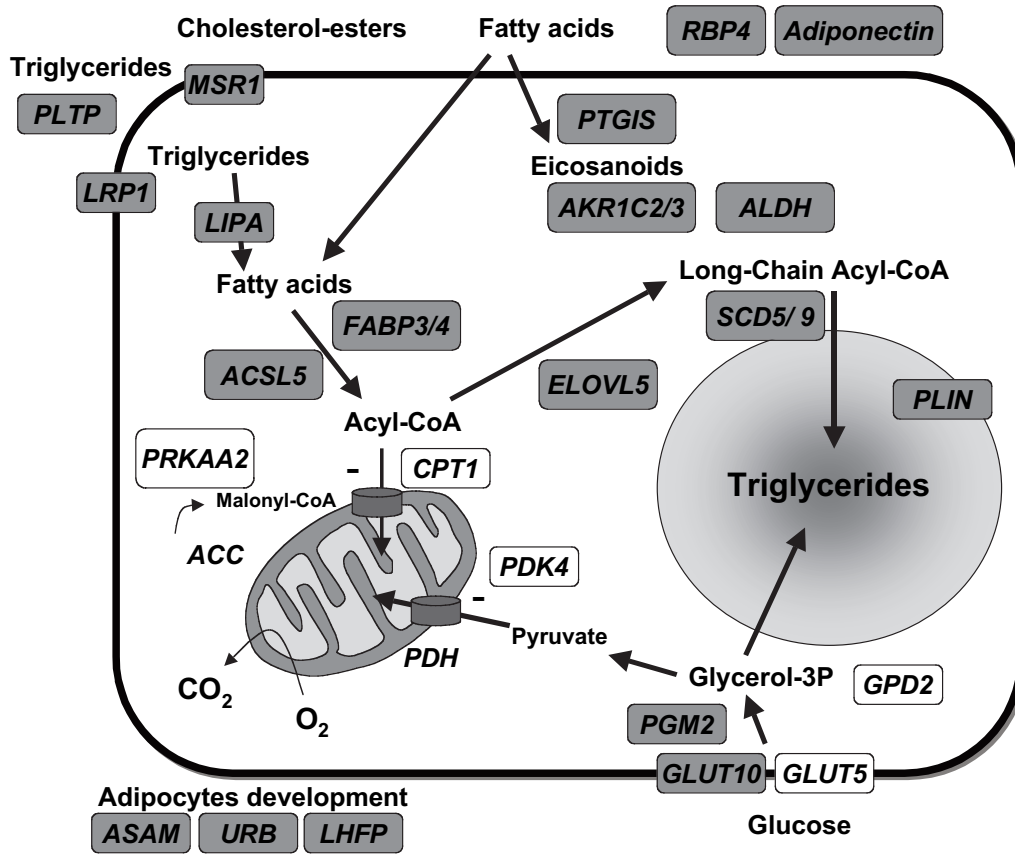 Cholesterol-esters
Fatty acids
RBP4
Adiponectin
Triglycerides
MSR1
PLTP
PTGIS
Triglycerides
Eicosanoids
LRP1
AKR1C2/3
ALDH
LIPA
Fatty acids
Long-Chain Acyl-CoA
FABP3/4
SCD5/ 9
ACSL5
ELOVL5
PLIN
Acyl-CoA
PRKAA2
-
CPT1
Malonyl-CoA
Triglycerides
ACC
PDK4
-
Pyruvate
PDH
Glycerol-3P
GPD2
CO2
O2
PGM2
GLUT10
GLUT5
Adipocytes development
Glucose
ASAM
URB
LHFP